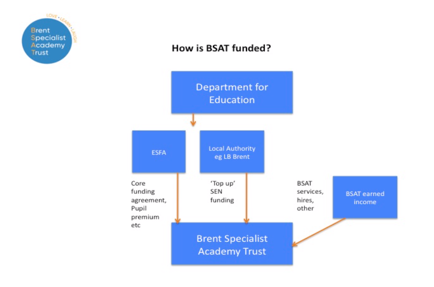 Brent
Specialist
Academy
Trust
How is BSAT funded?
Department for
Education
ESFA
Local Authority
eg LB Brent
Core
funding
agreement,
Pupil
premium
etc
'Top up'
SEN
funding
BSAT
services,
hires,
other
BSAT earned
income
Brent Specialist
Academy Trust